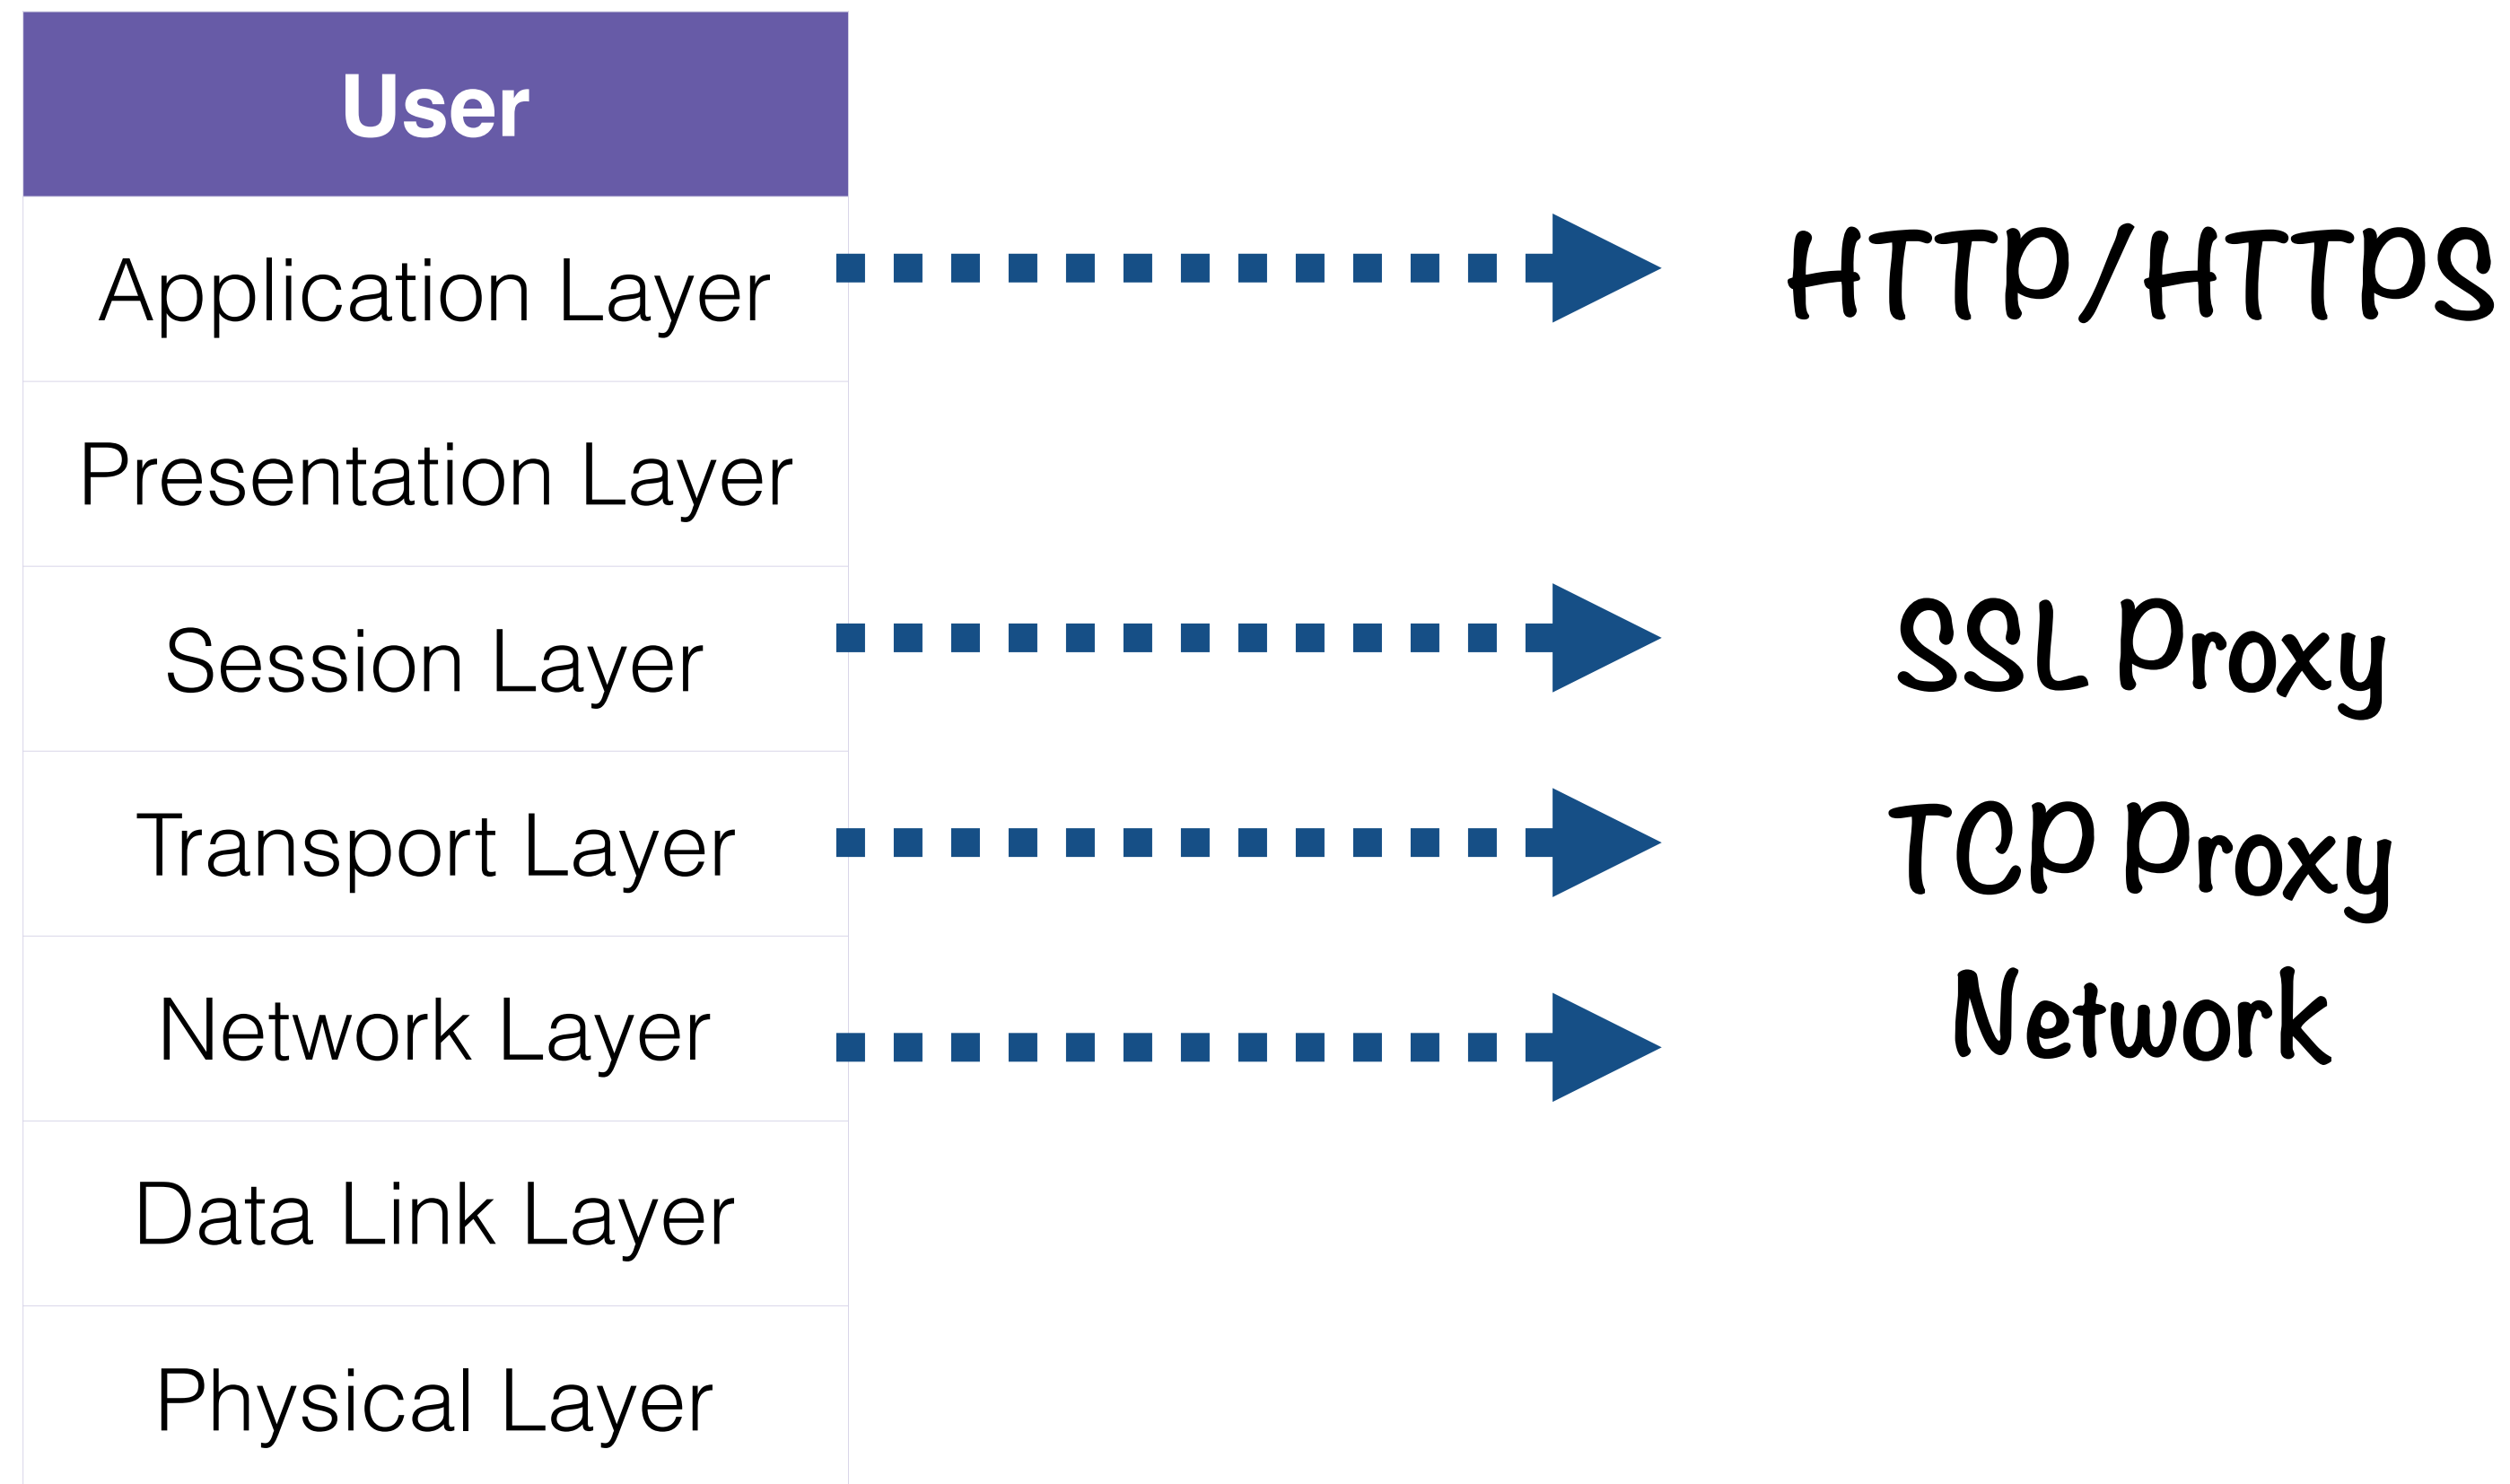 User
Application Layer
HTTP/HTTPS
Presentation Layer
Session Layer
SSL Proxy
Transport Layer
TCP Proxy
Network Layer
Network
Data Link Layer
Physical Layer